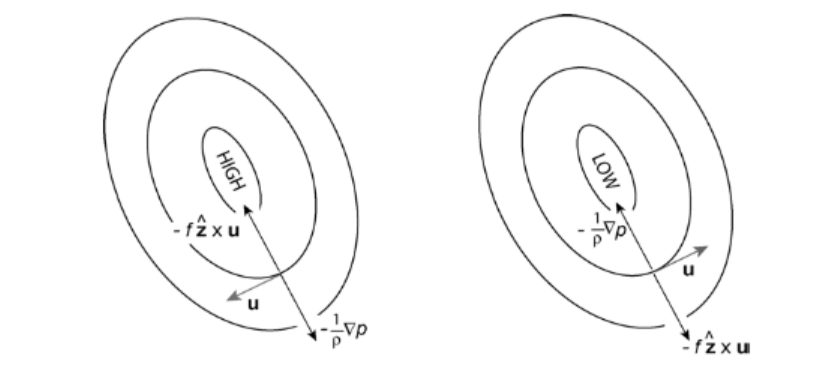 HIGH
- f ẑ x u
u
- 1/ρ ∇p
LOW
- 1/ρ ∇p
u
- f ẑ x u